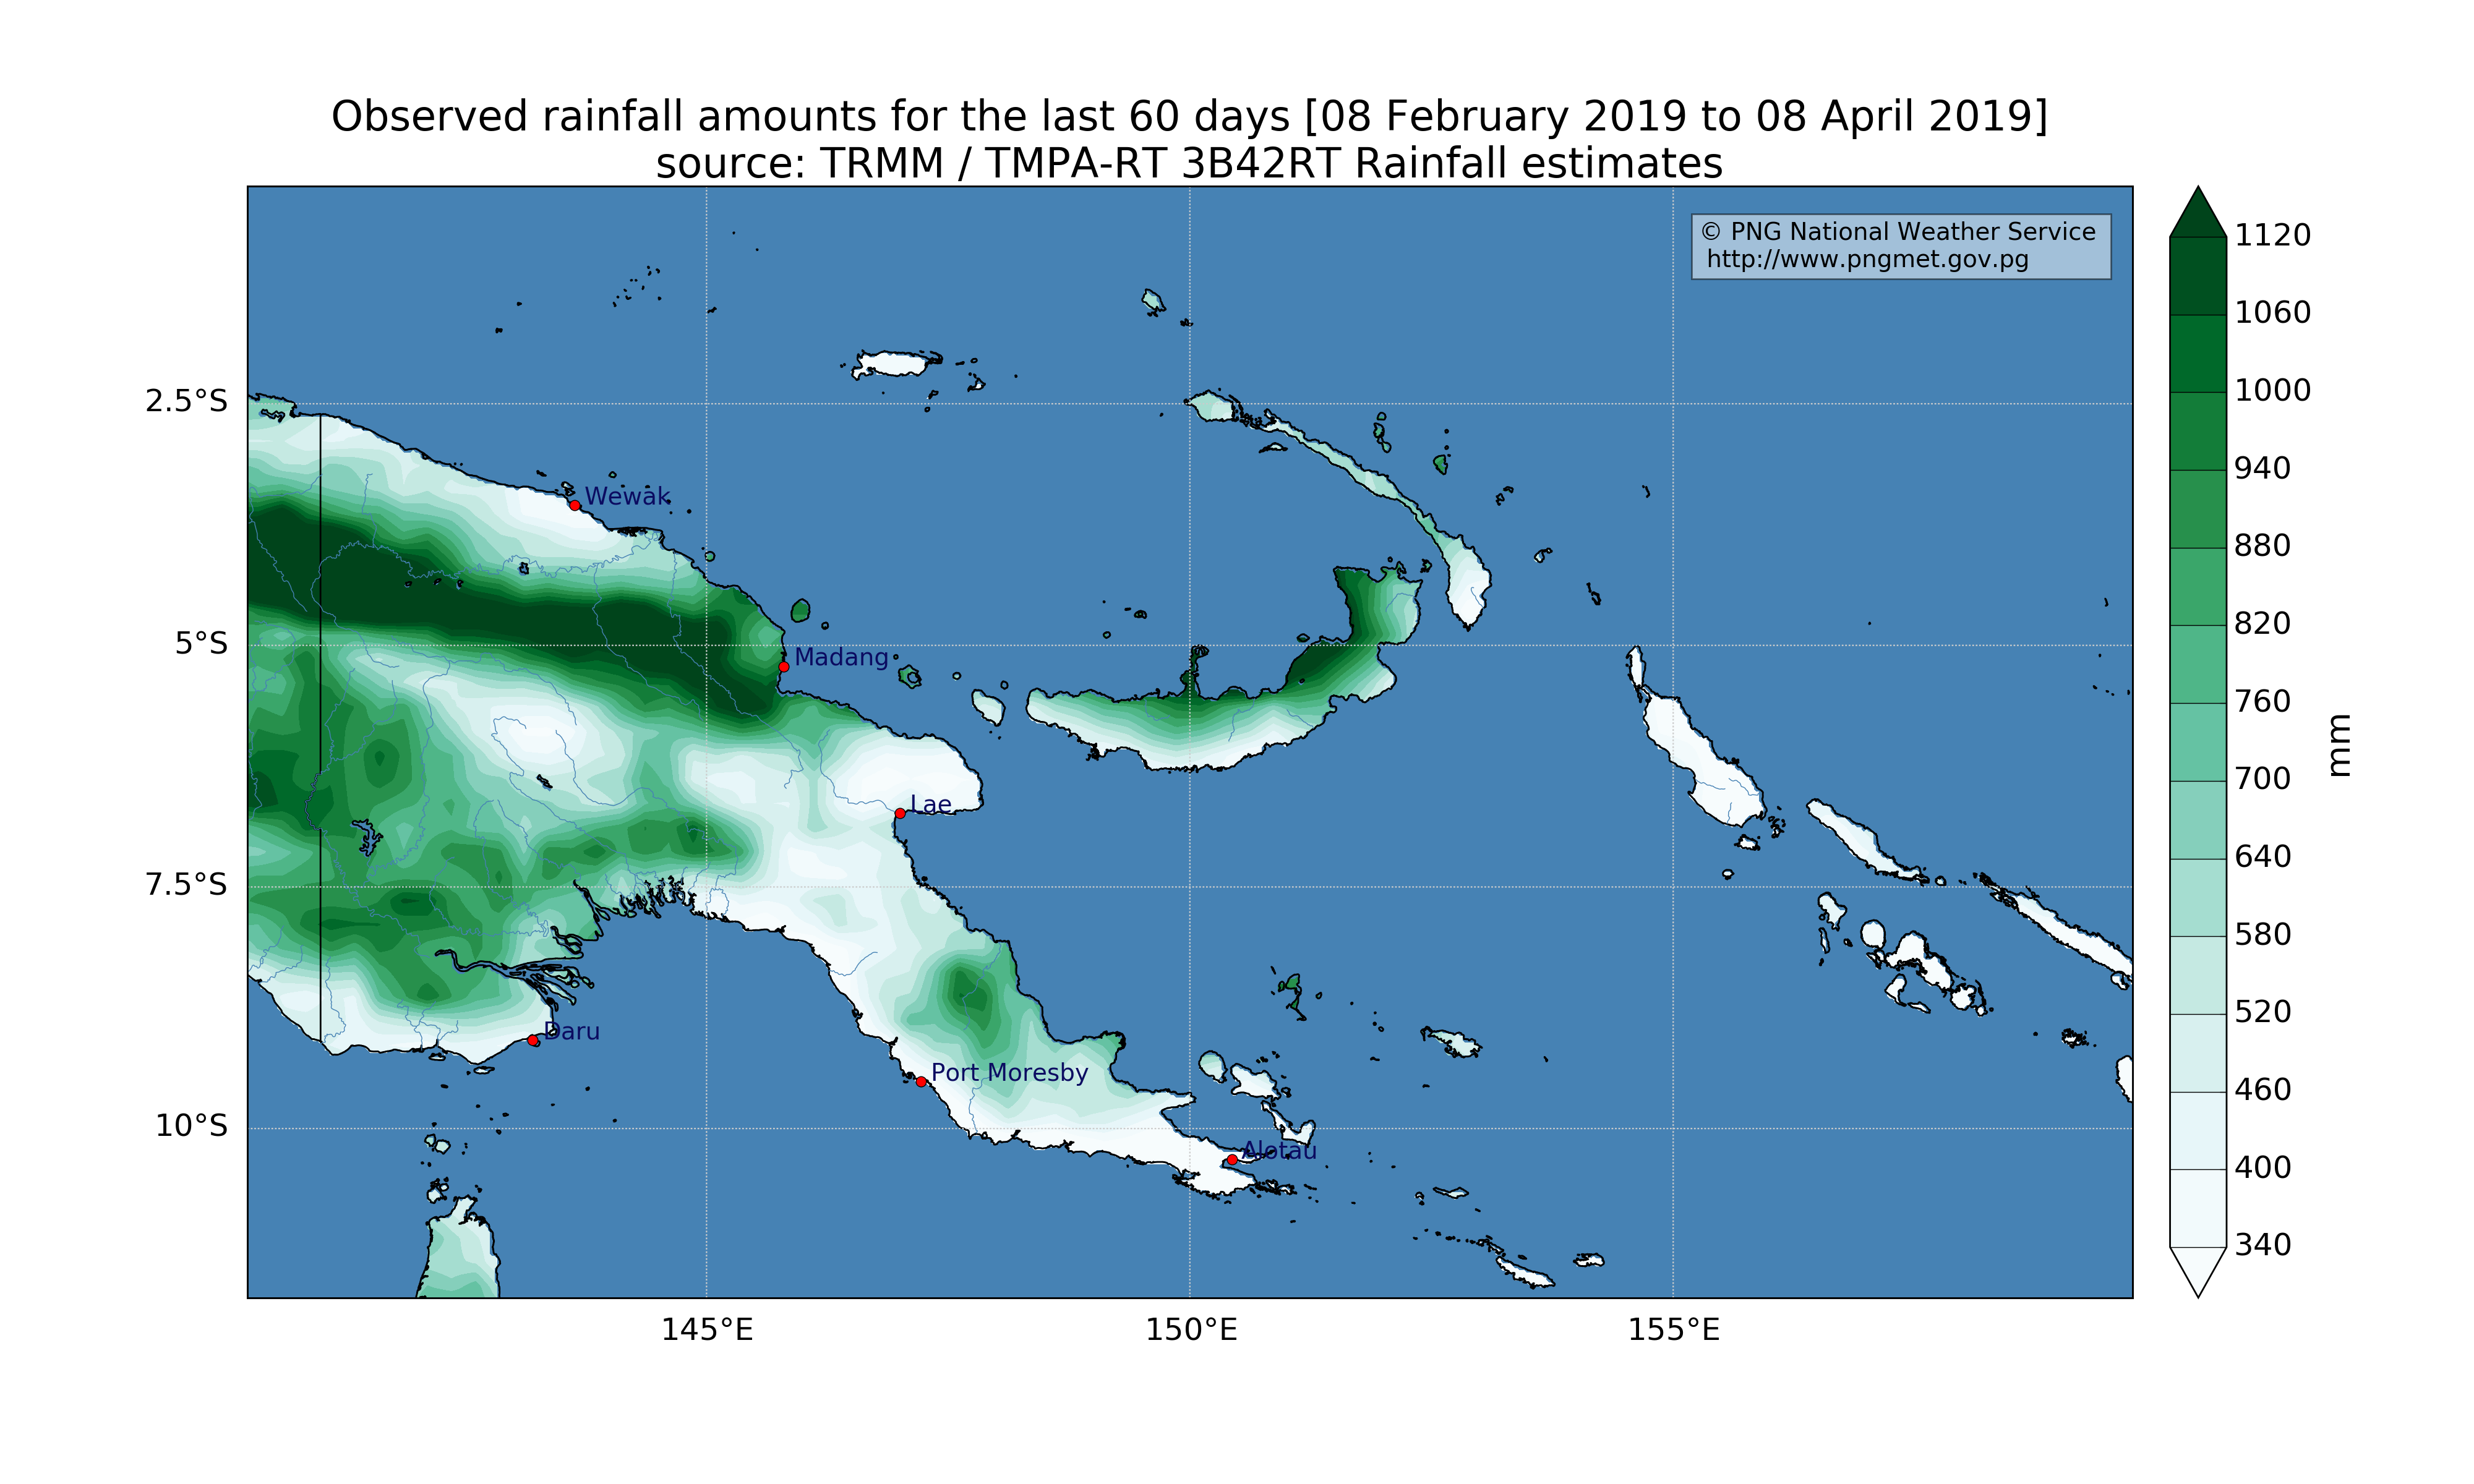 Observed rainfall amounts for the last 60 days [08 February 2019 to 08 April 2019]
source: TRMM / TMPA-RT 3B42RT Rainfall estimates
© PNG National Weather Service
http://www.pngmet.gov.pg
2.5°S
5°S
7.5°S
10°S
Wewak
Madang
Lae
Daru
Port Moresby
Alotau
145°E
150°E
155°E
1120
1060
1000
940
880
820
760
700
640
580
520
460
400
340
mm